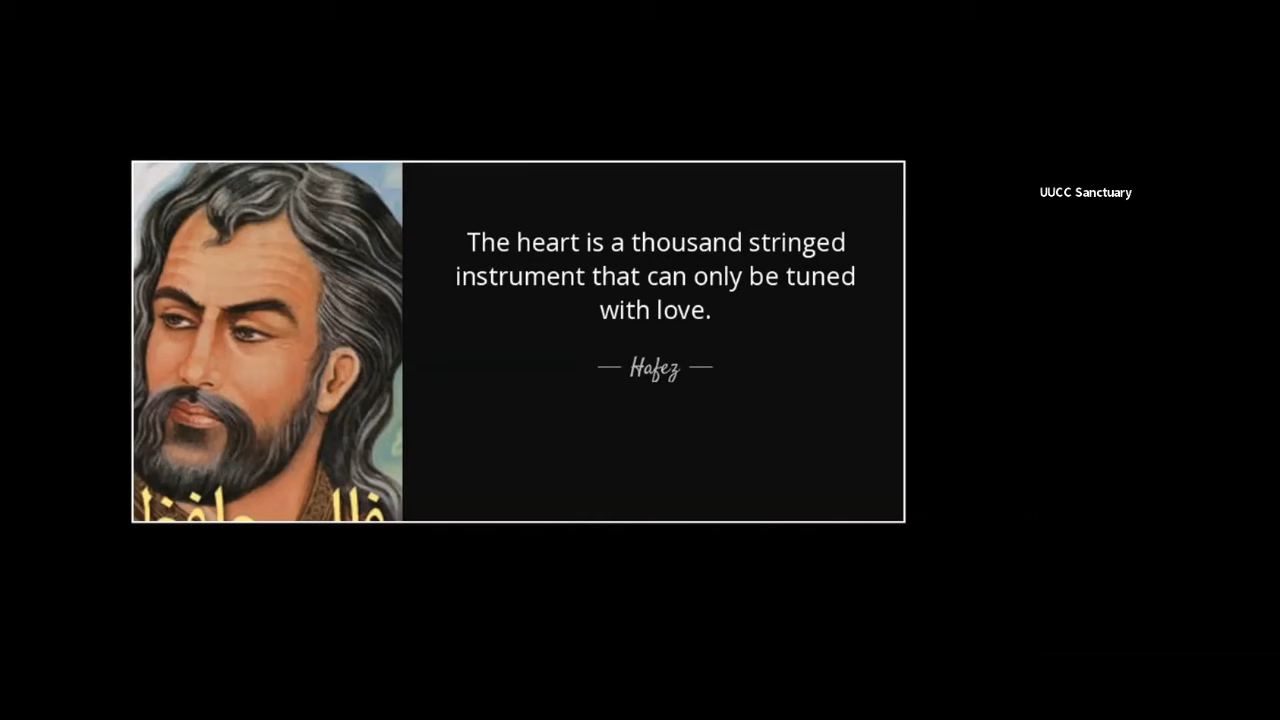 The heart is a thousand stringed
instrument that can only be tuned
with love.
— Hafez —
UUCC Sanctuary